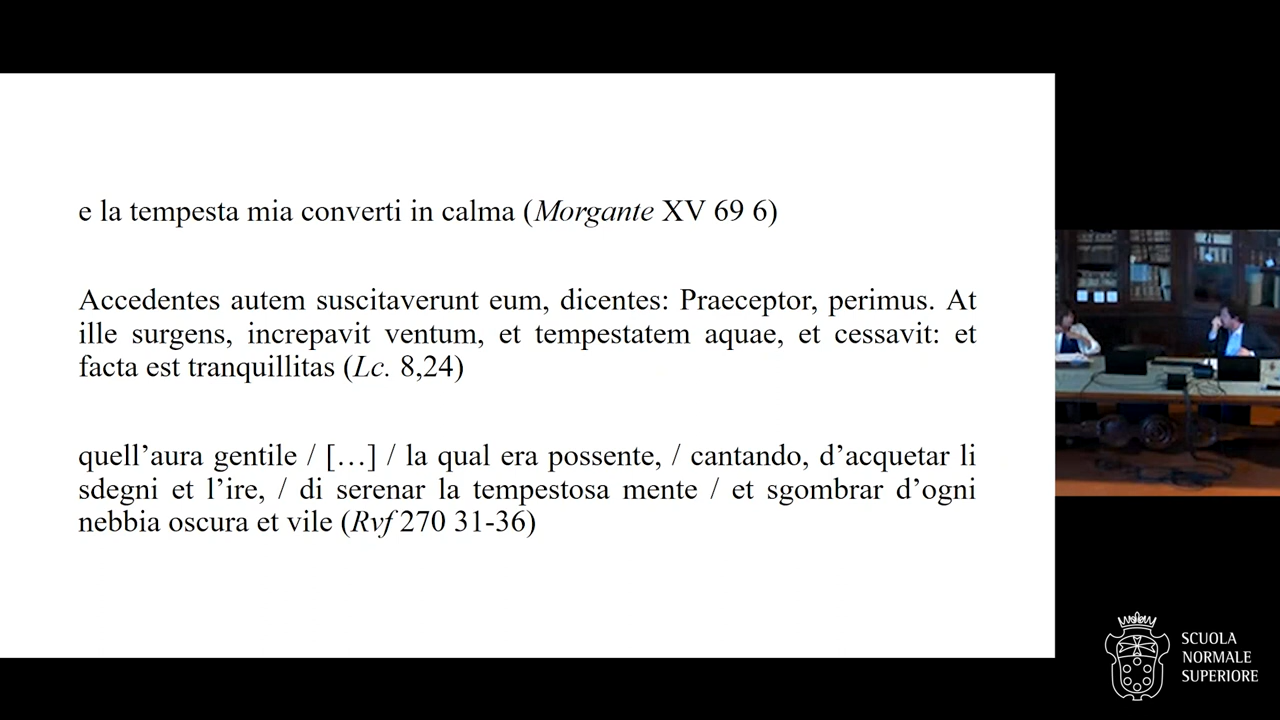 e la tempesta mia converti in calma (Morgante XV 69 6)
Accedentes autem suscitaverunt eum, dicentes: Praeceptor, perimus. At
ille surgens, increpavit ventum, et tempestatem aquae, et cessavit: et
facta est tranquillitas (Lc. 8,24)
quell’aura gentile / […] / la qual era possente, / cantando, d’acquetar li
sdegni et l’ire, / di serenar la tempestosa mente / et sgombrar d’ogni
nebbia oscura et vile (Rvf 270 31-36)
SCUOLA
NORMALE
SUPERIORE